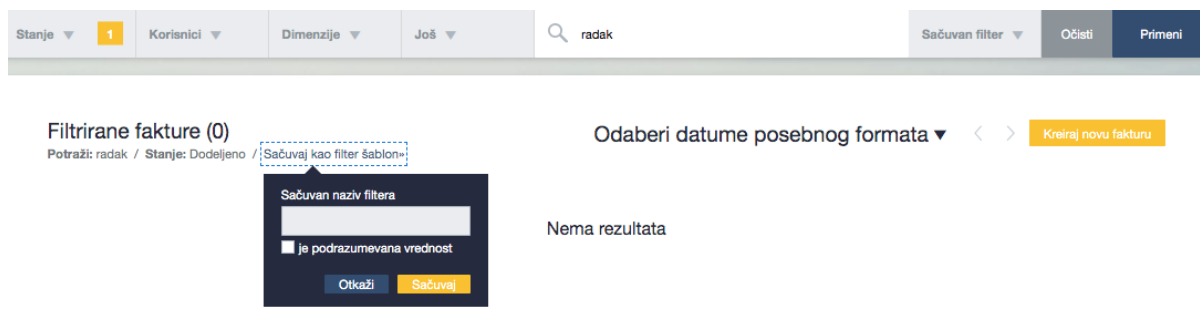 Stanje ▼ 1 Korisnici ▼ Dimenzije ▼ Još ▼ radak Sačuvan filter ▼ Očisti Primeni
Filtrirane fakture (0) Odaberi datume posebnog formata ▾ Kreiraj novu fakturu
Potraži: radak / Stanje: Dodeljeno / Sačuvaj kao filter šablon»
Sačuvan naziv filtera
Nema rezultata
je podrazumevana vrednost
Otkaži Sačuvaj